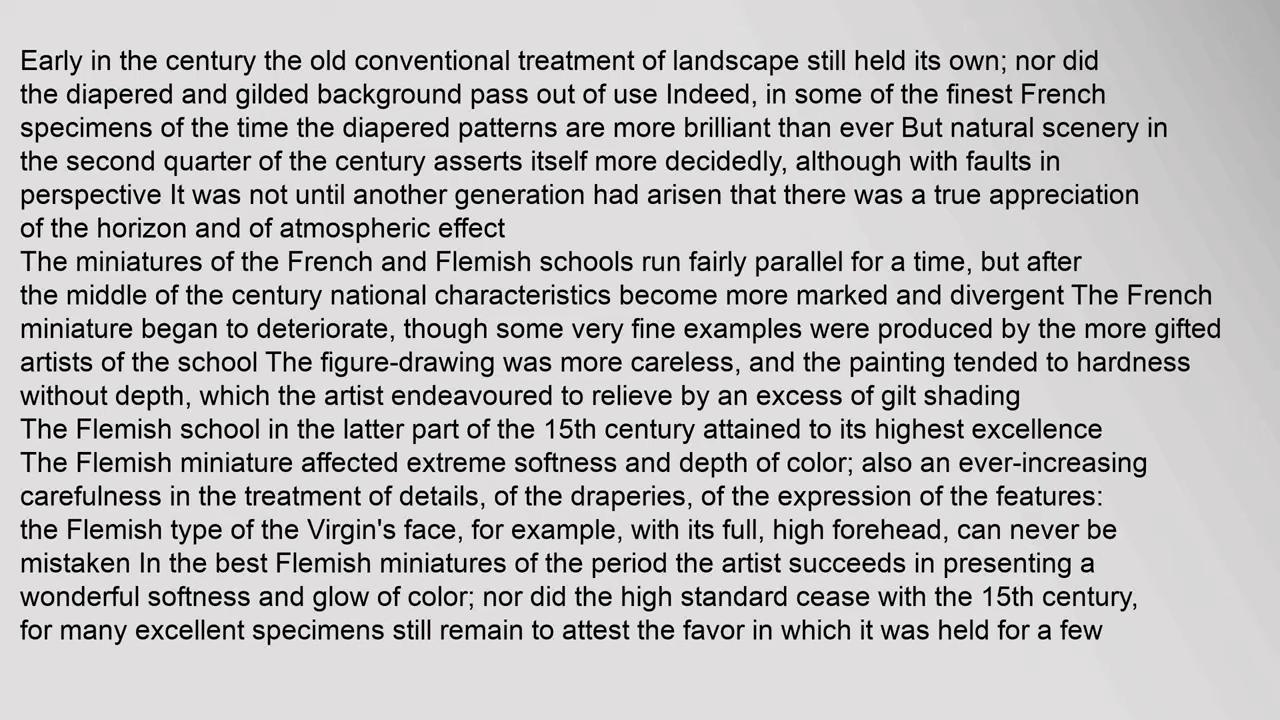 Early in the century the old conventional treatment of landscape still held its own; nor did
the diapered and gilded background pass out of use Indeed, in some of the finest French
specimens of the time the diapered patterns are more brilliant than ever But natural scenery in
the second quarter of the century asserts itself more decidedly, although with faults in
perspective It was not until another generation had arisen that there was a true appreciation
of the horizon and of atmospheric effect
The miniatures of the French and Flemish schools run fairly parallel for a time, but after
the middle of the century national characteristics become more marked and divergent The French
miniature began to deteriorate, though some very fine examples were produced by the more gifted
artists of the school The figure-drawing was more careless, and the painting tended to hardness
without depth, which the artist endeavoured to relieve by an excess of gilt shading
The Flemish school in the latter part of the 15th century attained to its highest excellence
The Flemish miniature affected extreme softness and depth of color; also an ever-increasing
carefulness in the treatment of details, of the draperies, of the expression of the features:
the Flemish type of the Virgin's face, for example, with its full, high forehead, can never be
mistaken In the best Flemish miniatures of the period the artist succeeds in presenting a
wonderful softness and glow of color; nor did the high standard cease with the 15th century,
for many excellent specimens still remain to attest the favor in which it was held for a few